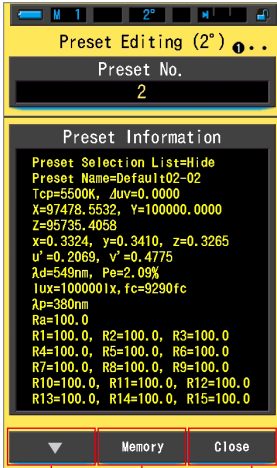 M 1 2°
Preset Editing (2°) ❶..
Preset No.
2
Preset Information
Preset Selection List=Hide
Preset Name=Default02-02
Tcp=5500K, ⊿uv=0.0000
X=97478.5532, Y=100000.0000
Z=95735.4058
x=0.3324, y=0.3410, z=0.3265
u'=0.2069, v'=0.4775
λd=549nm, Pe=2.09%
lux=100000lx,fc=9290fc
λp=380nm
Ra=100.0
R1=100.0, R2=100.0, R3=100.0
R4=100.0, R5=100.0, R6=100.0
R7=100.0, R8=100.0, R9=100.0
R10=100.0, R11=100.0, R12=100.0
R13=100.0, R14=100.0, R15=100.0
▼ Memory Close